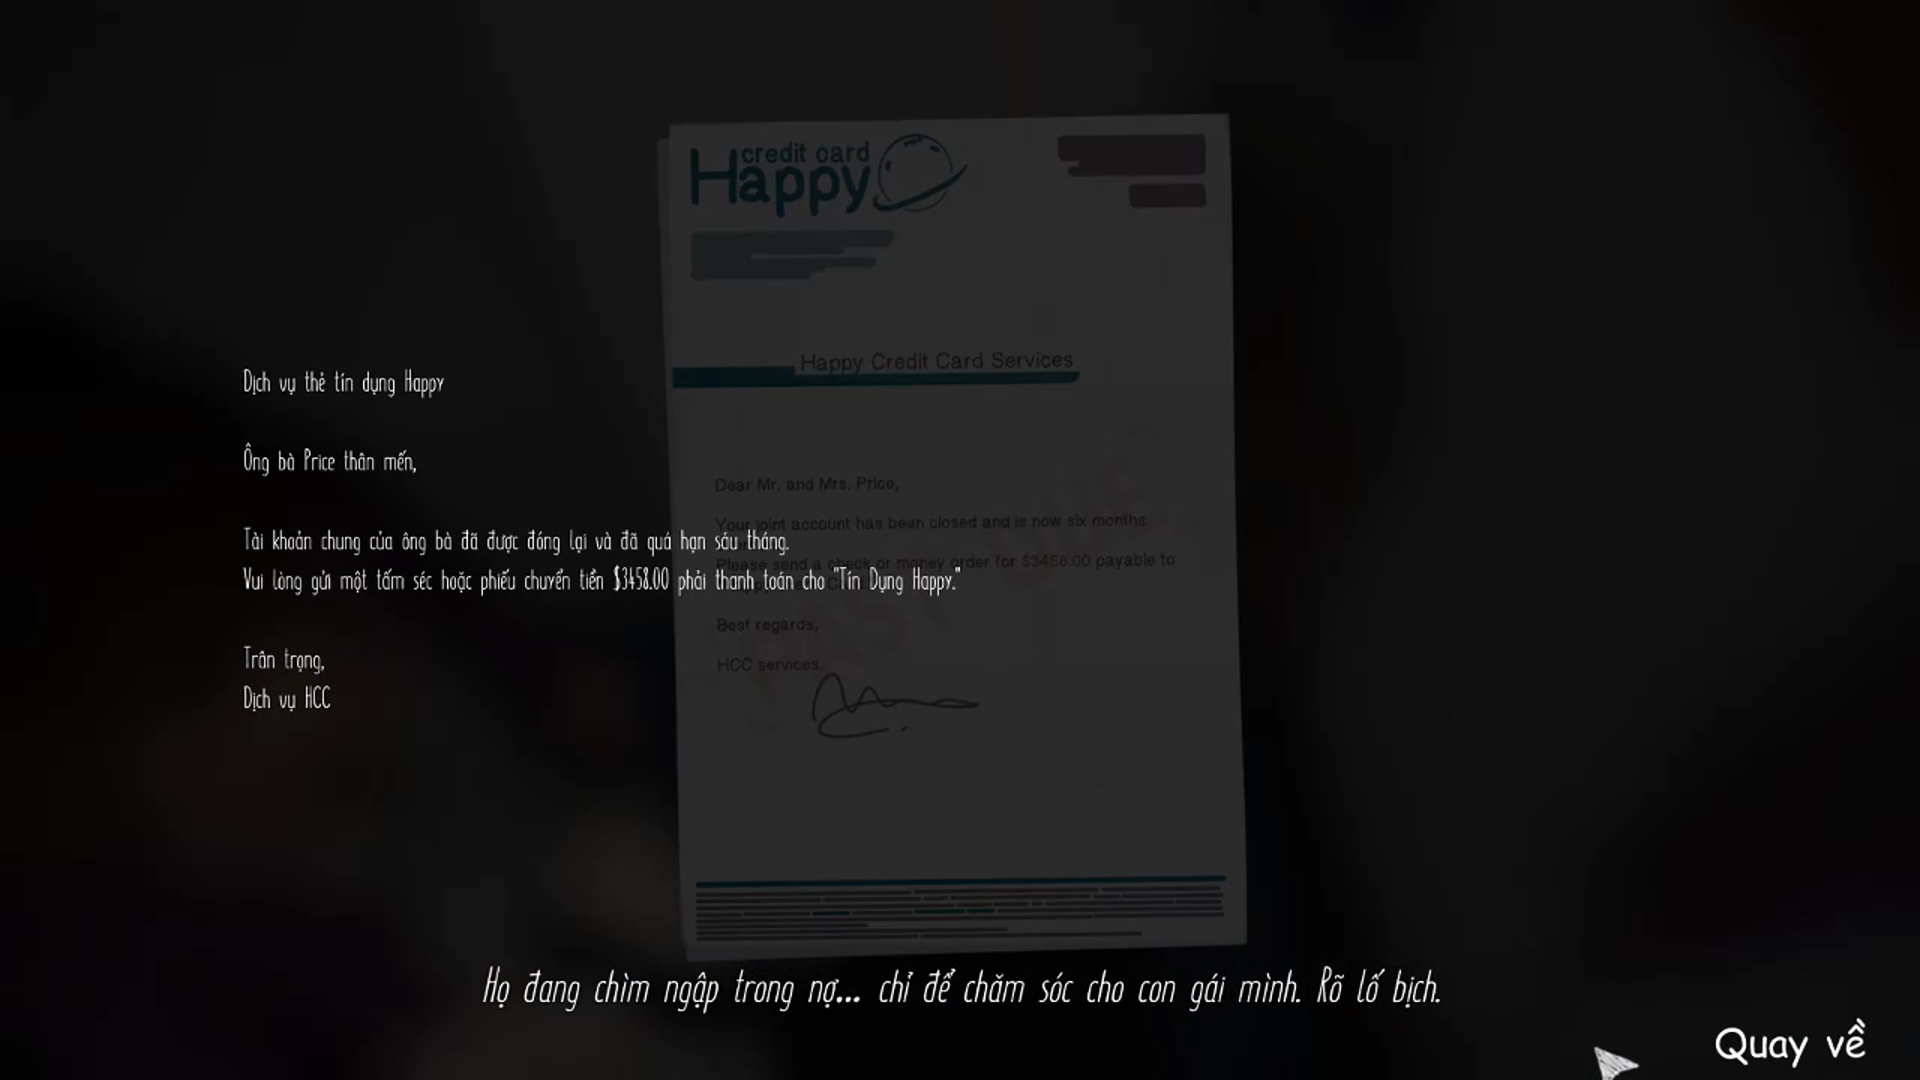 credit card
Happy
Happy Credit Card Services
Dịch vụ thẻ tín dụng Happy
Ông bà Price thân mến,
Tài khoản chung của ông bà đã được đóng lại và đã quá hạn sáu tháng.
Vui lòng gửi một tấm séc hoặc phiếu chuyển tiền $3458.00 phải thanh toán cho "Tín Dụng Happy."
Trân trọng,
Dịch vụ HCC
Dear Mr. and Mrs. Price,
Your joint account has been closed and is now six months
Please send a check or money order for $3458.00 payable to
Best regards,
HCC services.
PAST DUE
Họ đang chìm ngập trong nợ... chỉ để chăm sóc cho con gái mình. Rõ lố bịch.
Quay về